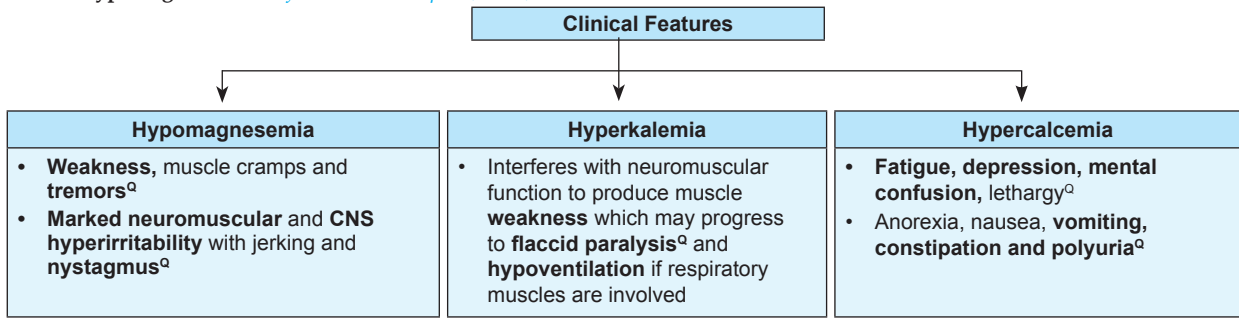 Clinical Features
Hypomagnesemia
• Weakness, muscle cramps and
tremorsQ
• Marked neuromuscular and CNS
hyperirritability with jerking and
nystagmusQ
Hyperkalemia
• Interferes with neuromuscular
function to produce muscle
weakness which may progress
to flaccid paralysisQ and
hypoventilation if respiratory
muscles are involved
Hypercalcemia
• Fatigue, depression, mental
confusion, lethargyQ
• Anorexia, nausea, vomiting,
constipation and polyuriaQ